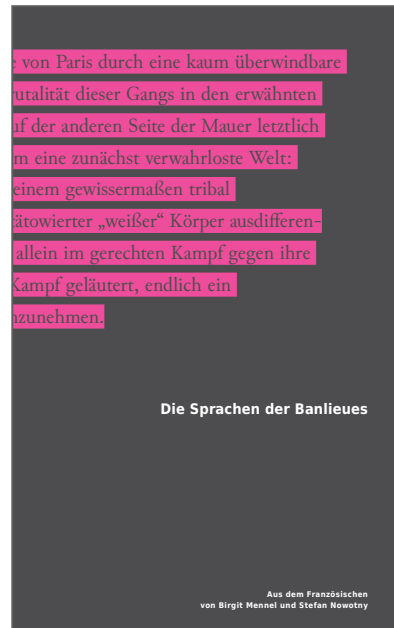 von Paris durch eine kaum überwindbare
utalität dieser Gangs in den erwähnten
uf der anderen Seite der Mauer letztlich
m eine zunächst verwahrloste Welt:
einem gewissermaßen tribal
ätowierter „weißer“ Körper ausdifferen-
allein im gerechten Kampf gegen ihre
Kampf geläutert, endlich ein
nzunehmen.
Die Sprachen der Banlieues
Aus dem Französischen
von Birgit Mennel und Stefan Nowotny